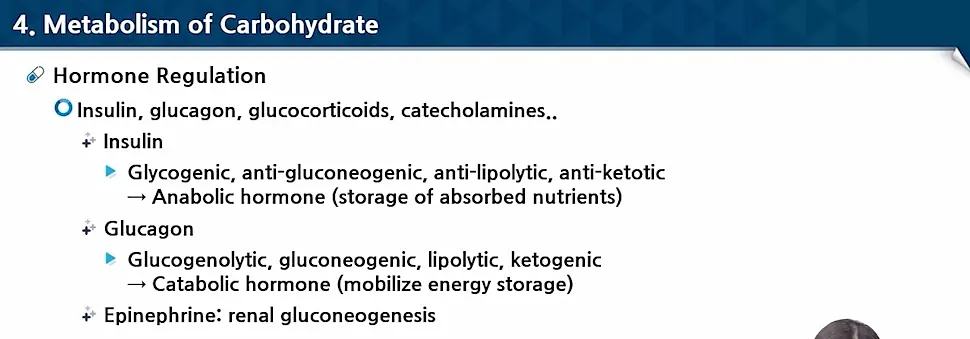 4. Metabolism of Carbohydrate
Hormone Regulation
Insulin, glucagon, glucocorticoids, catecholamines..
Insulin
Glycogenic, anti-gluconeogenic, anti-lipolytic, anti-ketotic
→ Anabolic hormone (storage of absorbed nutrients)
Glucagon
Glucogenolytic, gluconeogenic, lipolytic, ketogenic
→ Catabolic hormone (mobilize energy storage)
Epinephrine: renal gluconeogenesis